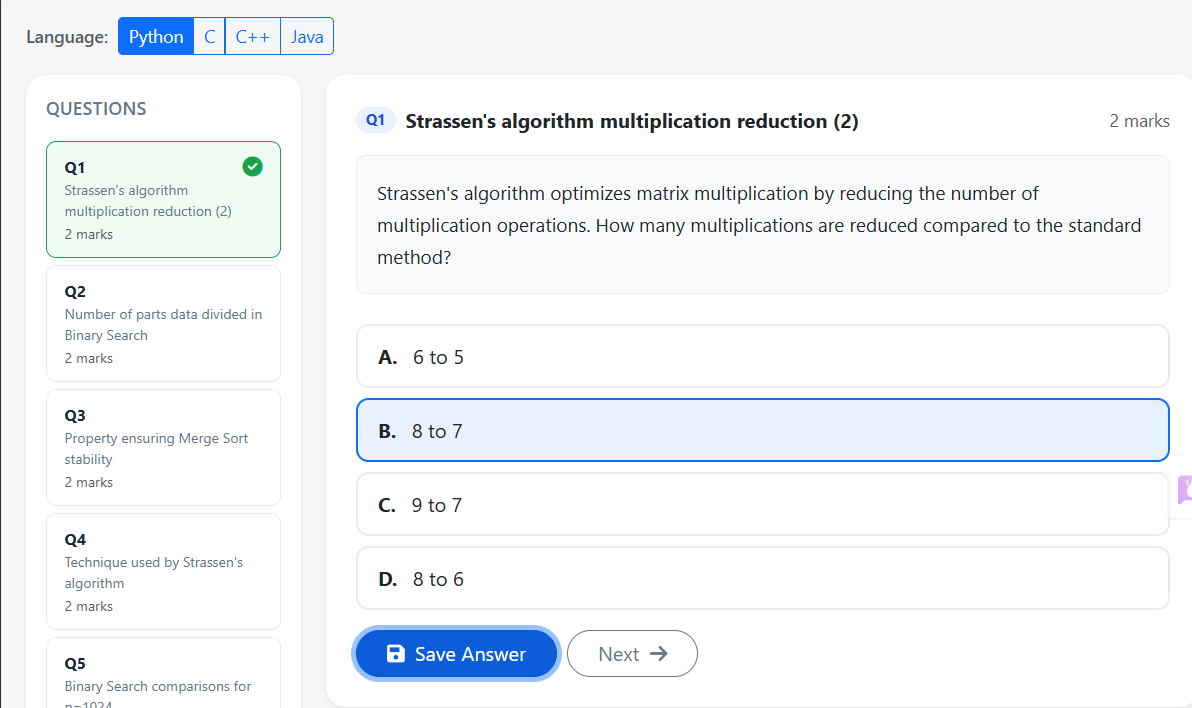 Language: Python C C++ Java
QUESTIONS
Q1
Strassen's algorithm
multiplication reduction (2)
2 marks
Q2
Number of parts data divided in
Binary Search
2 marks
Q3
Property ensuring Merge Sort
stability
2 marks
Q4
Technique used by Strassen's
algorithm
2 marks
Q5
Binary Search comparisons for
n=1024
Q1 Strassen's algorithm multiplication reduction (2) 2 marks
Strassen's algorithm optimizes matrix multiplication by reducing the number of
multiplication operations. How many multiplications are reduced compared to the standard
method?
A. 6 to 5
B. 8 to 7
C. 9 to 7
D. 8 to 6
Save Answer Next